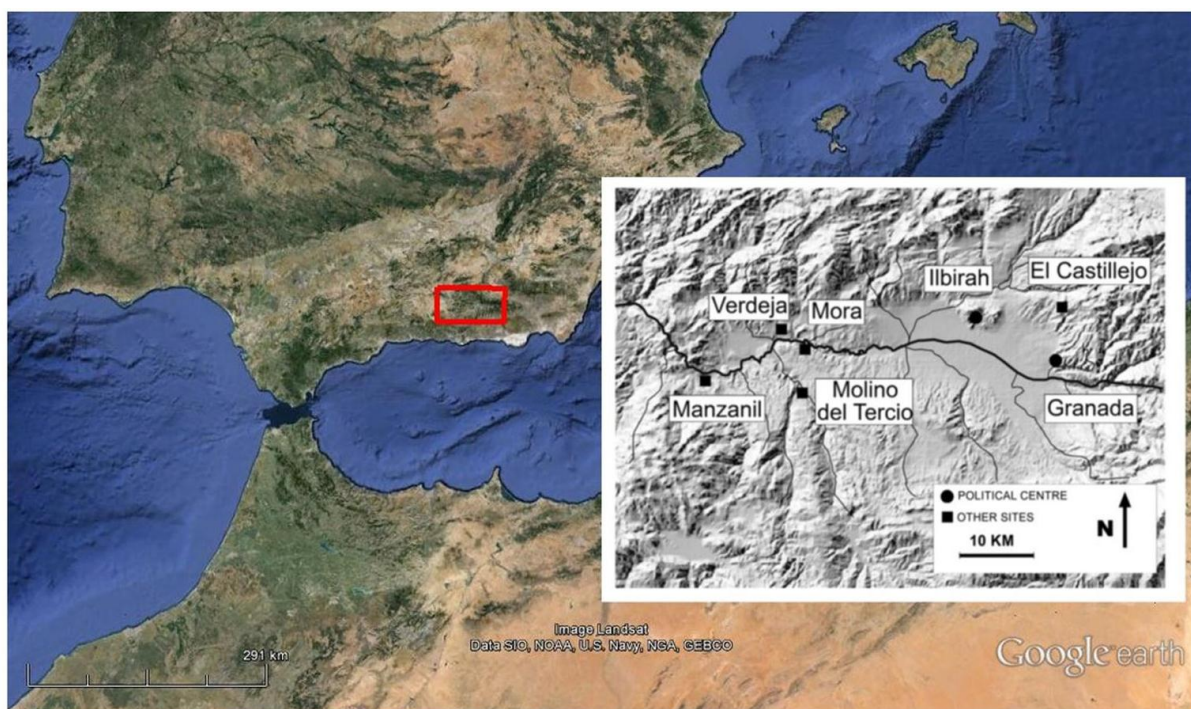 Ilbirah
El Castillejo
Verdeja
Mora
Manzanil
Molino
del Tercio
Granada
POLITICAL CENTRE
OTHER SITES
10 KM
N
Image Landsat
Data SIO, NOAA, U.S. Navy, NGA, GEBCO
291 km
Google earth